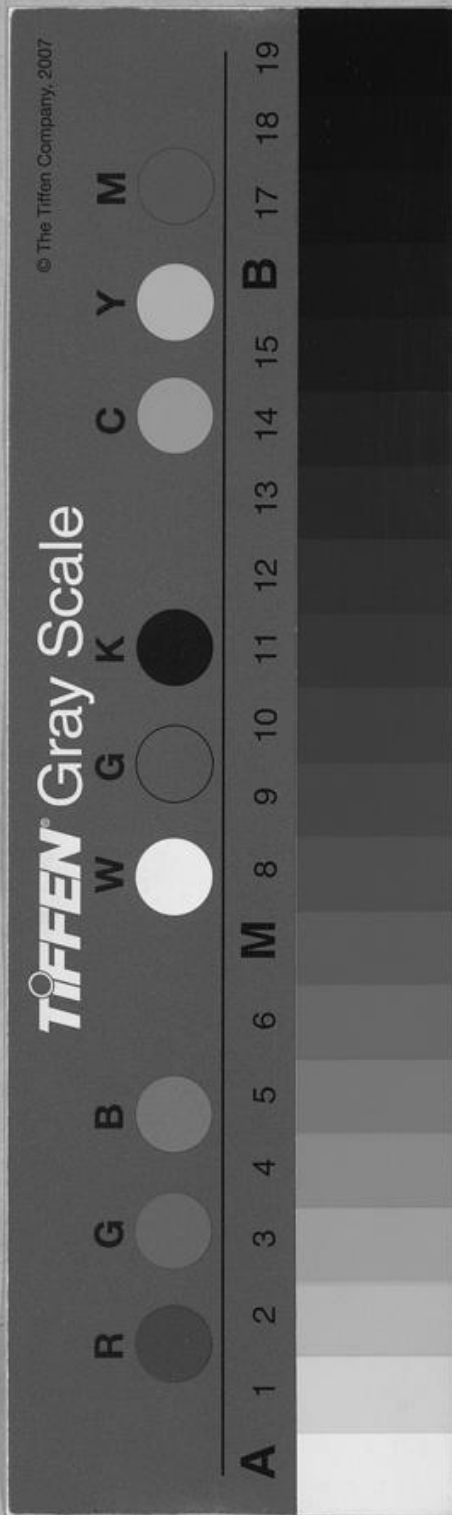 © The Tiffen Company, 2007
TIFFEN® Gray Scale
R G B W G K C Y M
A 1 2 3 4 5 6 M 8 9 10 11 12 13 14 15 B 17 18 19